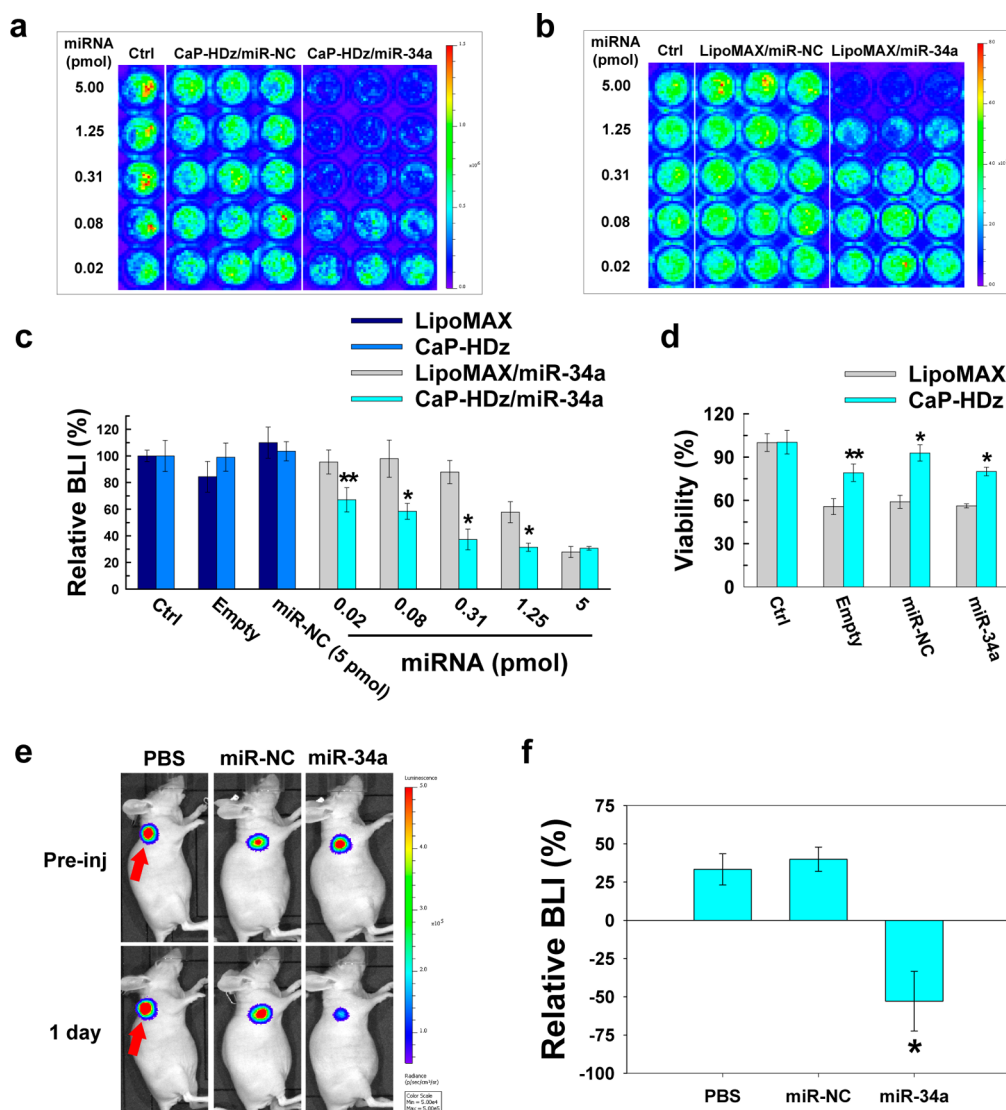 a
miRNA
(pmol)
Ctrl CaP-HDz/miR-NC CaP-HDz/miR-34a
5.00
1.25
0.31
0.08
0.02
b
miRNA
(pmol)
Ctrl LipoMAX/miR-NC LipoMAX/miR-34a
5.00
1.25
0.31
0.08
0.02
c
LipoMAX
CaP-HDz
LipoMAX/miR-34a
CaP-HDz/miR-34a
Relative BLI (%)
120
100
80
60
40
20
0
**
*
*
*
Ctrl
Empty
miR-NC (5 pmol)
0.02
0.08
0.31
1.25
5
miRNA (pmol)
d
LipoMAX
CaP-HDz
Viability (%)
120
90
60
30
0
**
*
*
Ctrl
Empty
miR-NC
miR-34a
e
PBS miR-NC miR-34a
Pre-inj
1 day
Luminescence
5.0
4.0
3.0
x10⁵
2.0
1.0
Radiance
(p/sec/cm²/sr)
Color Scale
Min = 5.00e4
Max = 5.00e5
f
Relative BLI (%)
75
50
25
0
-25
-50
-75
-100
*
PBS
miR-NC
miR-34a